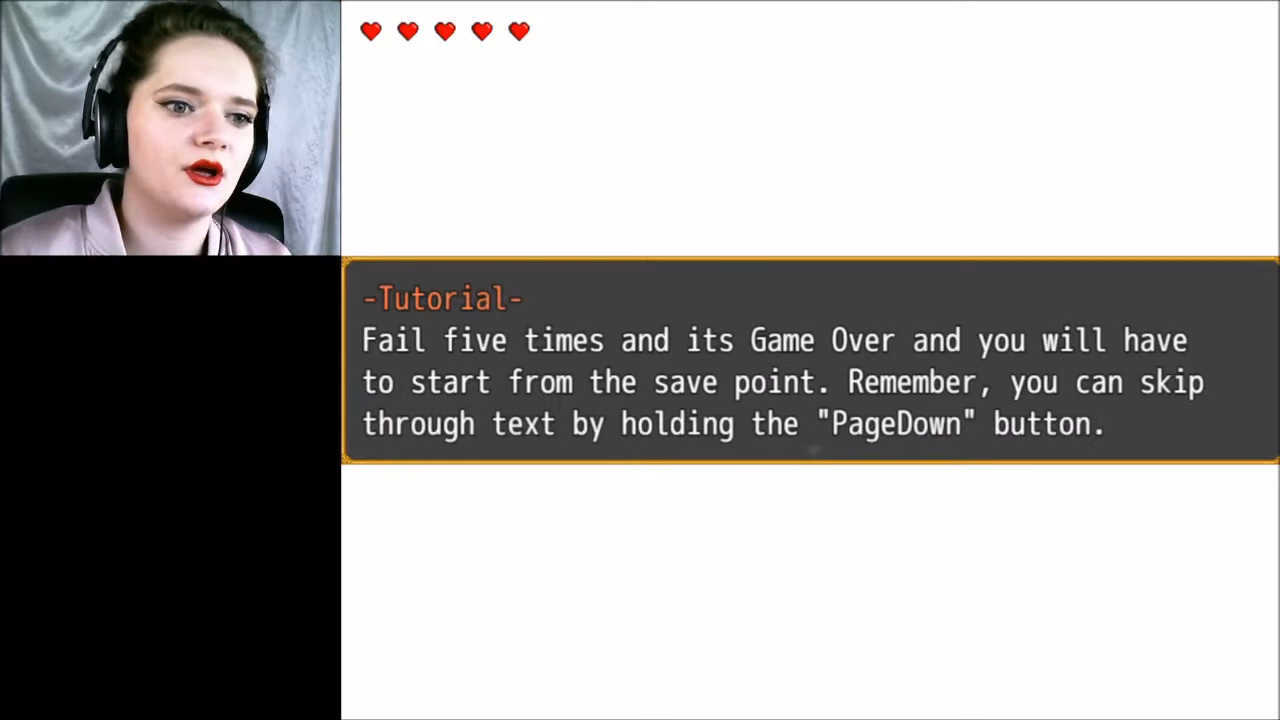 -Tutorial-
Fail five times and its Game Over and you will have
to start from the save point. Remember, you can skip
through text by holding the "PageDown" button.